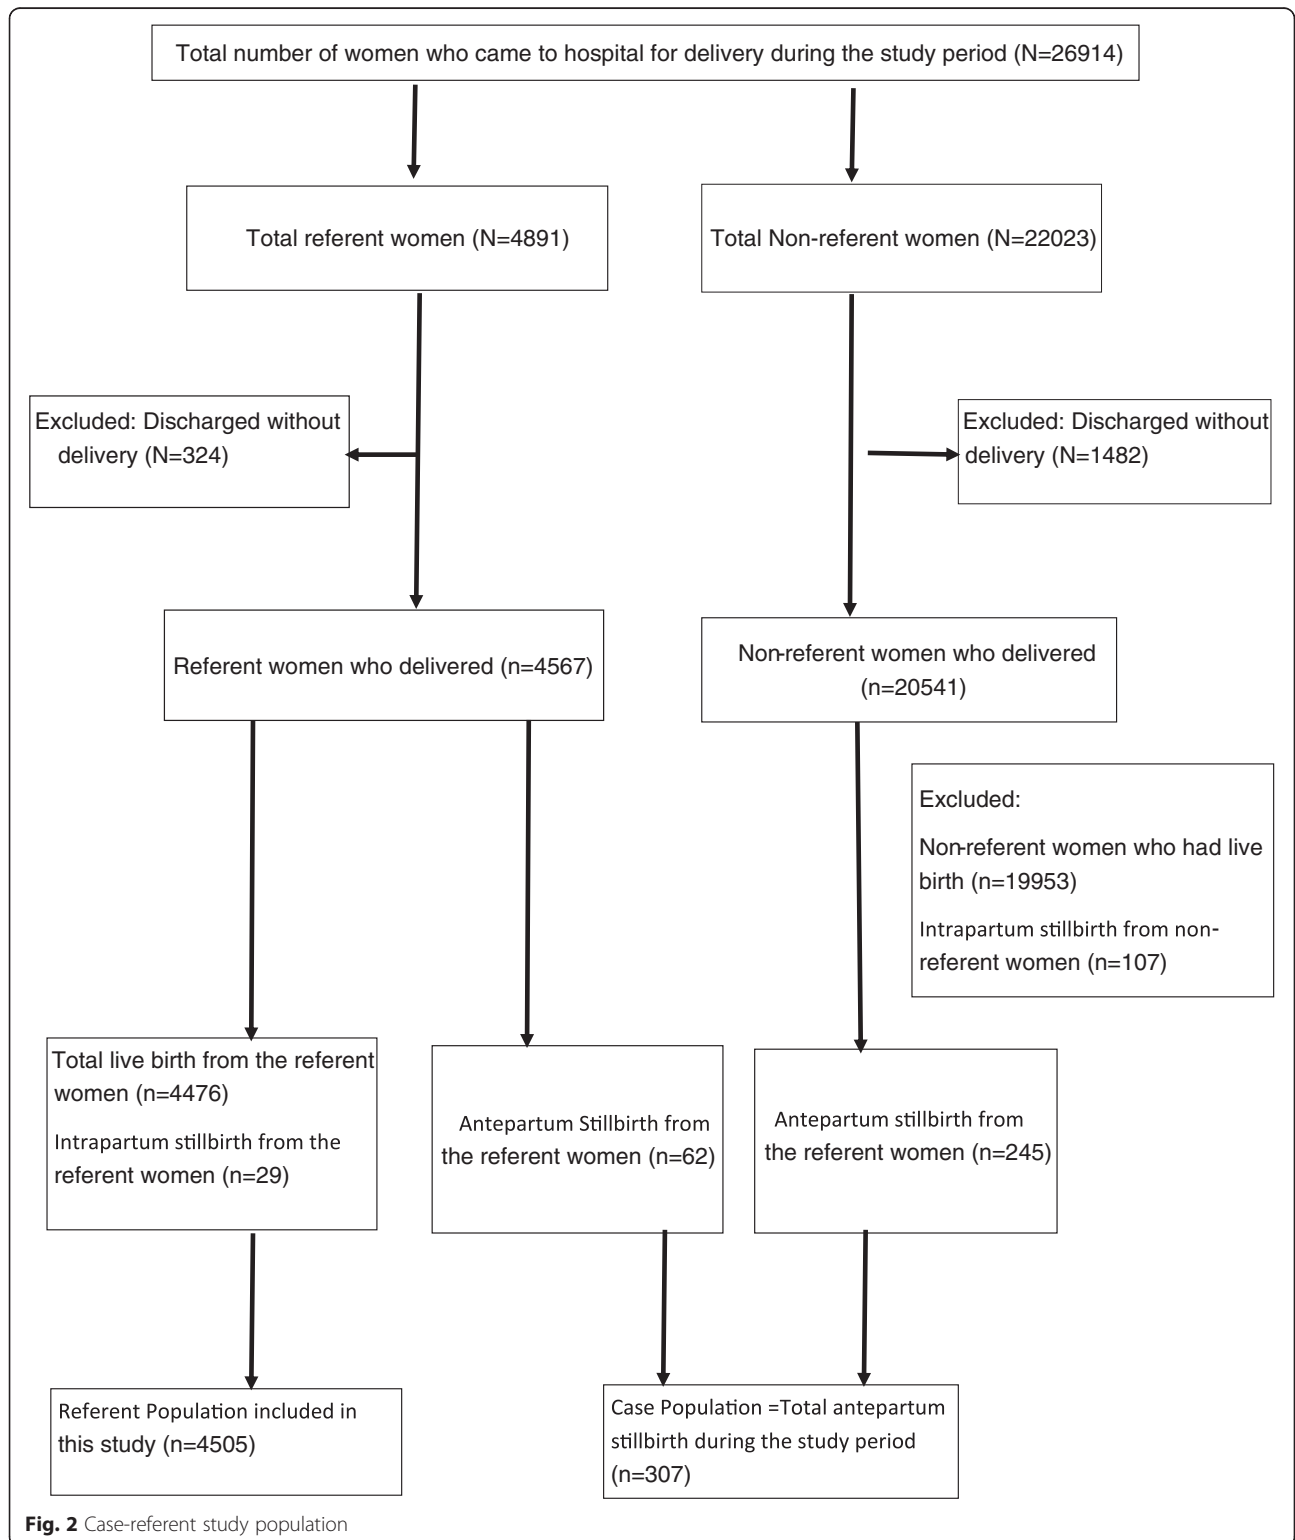 Total number of women who came to hospital for delivery during the study period (N=26914)
Total referent women (N=4891)
Total Non-referent women (N=22023)
Excluded: Discharged without
delivery (N=324)
Excluded: Discharged without
delivery (N=1482)
Referent women who delivered (n=4567)
Non-referent women who delivered
(n=20541)
Excluded:
Non-referent women who had live
birth (n=19953)
Intrapartum stillbirth from non-
referent women (n=107)
Total live birth from the referent
women (n=4476)
Intrapartum stillbirth from the
referent women (n=29)
Antepartum Stillbirth from
the referent women (n=62)
Antepartum stillbirth from
the referent women (n=245)
Referent Population included in
this study (n=4505)
Case Population =Total antepartum
stillbirth during the study period
(n=307)
Fig. 2 Case-referent study population